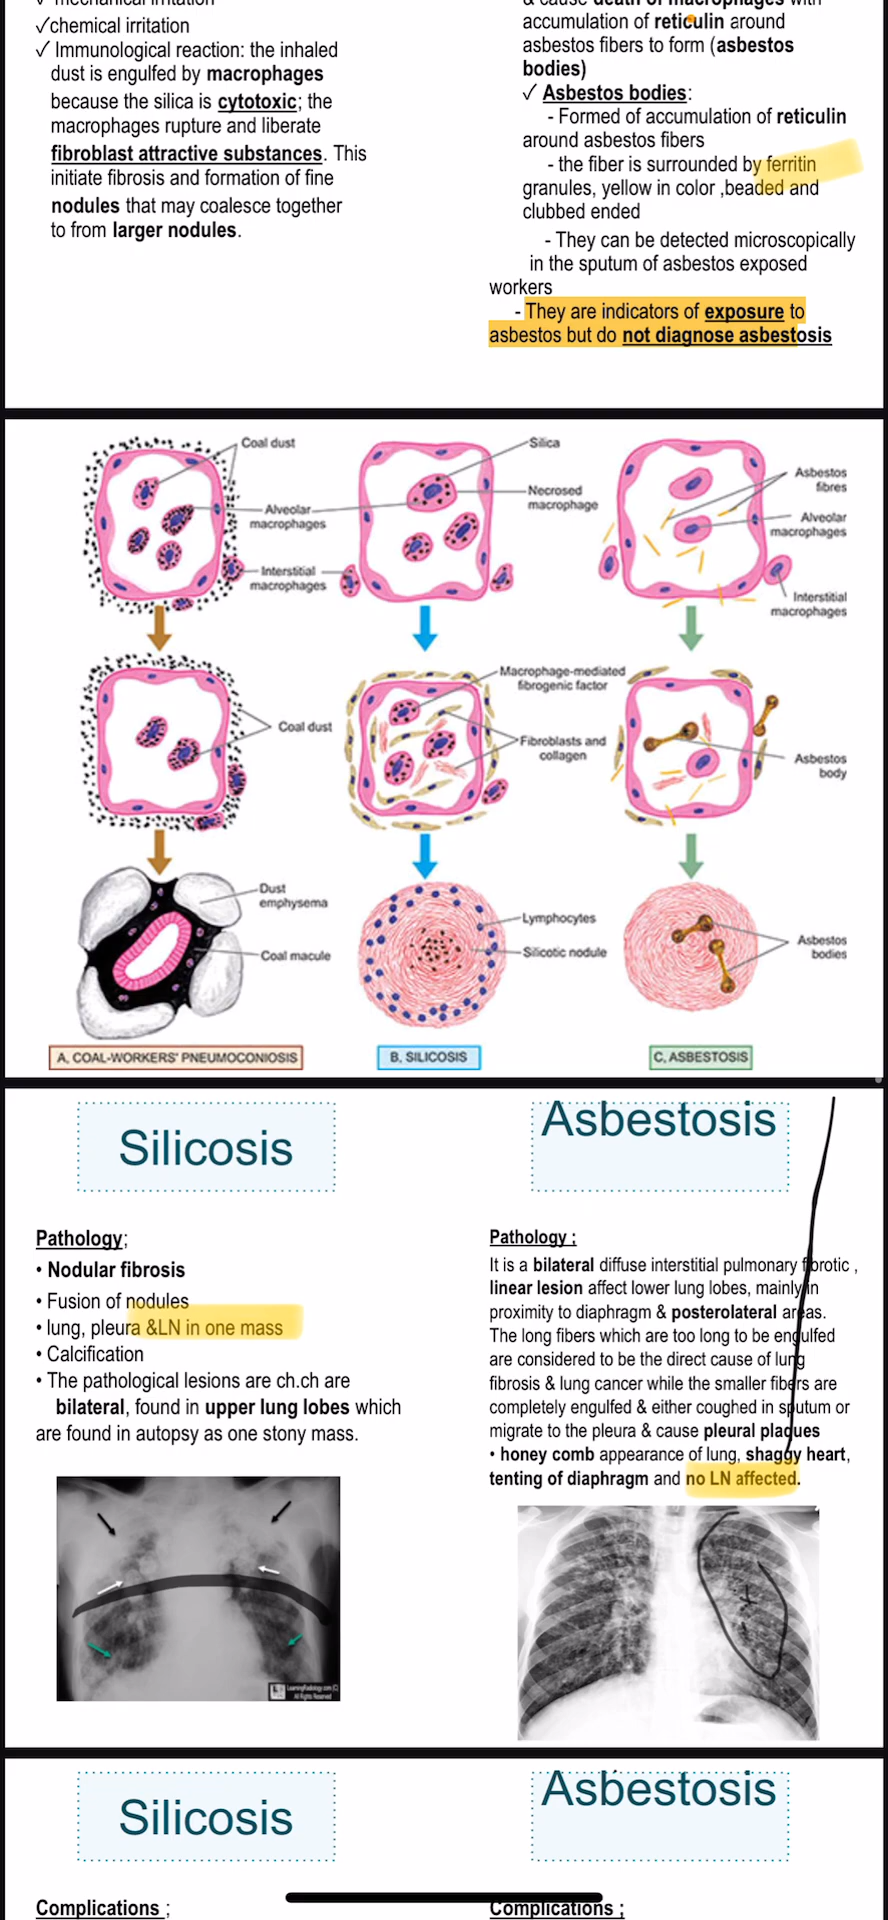 ✓ mechanical irritation
✓chemical irritation
✓ Immunological reaction: the inhaled
dust is engulfed by macrophages
because the silica is cytotoxic; the
macrophages rupture and liberate
fibroblast attractive substances. This
initiate fibrosis and formation of fine
nodules that may coalesce together
to from larger nodules.
& cause death of macrophages with
accumulation of reticulin around
asbestos fibers to form (asbestos
bodies)
✓ Asbestos bodies:
- Formed of accumulation of reticulin
around asbestos fibers
- the fiber is surrounded by ferritin
granules, yellow in color ,beaded and
clubbed ended
- They can be detected microscopically
in the sputum of asbestos exposed
workers
- They are indicators of exposure to
asbestos but do not diagnose asbestosis
Coal dust
Alveolar
macrophages
Interstitial
macrophages
Silica
Necrosed
macrophage
Asbestos
fibres
Alveolar
macrophages
Interstitial
macrophages
Coal dust
Macrophage-mediated
fibrogenic factor
Fibroblasts and
collagen
Asbestos
body
Dust
emphysema
Coal macule
Lymphocytes
Silicotic nodule
Asbestos
bodies
A. COAL-WORKERS' PNEUMOCONIOSIS
B. SILICOSIS
C. ASBESTOSIS
Silicosis
Pathology;
• Nodular fibrosis
• Fusion of nodules
• lung, pleura &LN in one mass
• Calcification
• The pathological lesions are ch.ch are
bilateral, found in upper lung lobes which
are found in autopsy as one stony mass.
LearningRadiology.com (C)
All Rights Reserved
Asbestosis
Pathology ;
It is a bilateral diffuse interstitial pulmonary fibrotic ,
linear lesion affect lower lung lobes, mainly in
proximity to diaphragm & posterolateral areas.
The long fibers which are too long to be engulfed
are considered to be the direct cause of lung
fibrosis & lung cancer while the smaller fibers are
completely engulfed & either coughed in sputum or
migrate to the pleura & cause pleural plaques
• honey comb appearance of lung, shaggy heart,
tenting of diaphragm and no LN affected.
Silicosis
Complications ;
Asbestosis
Complications ;